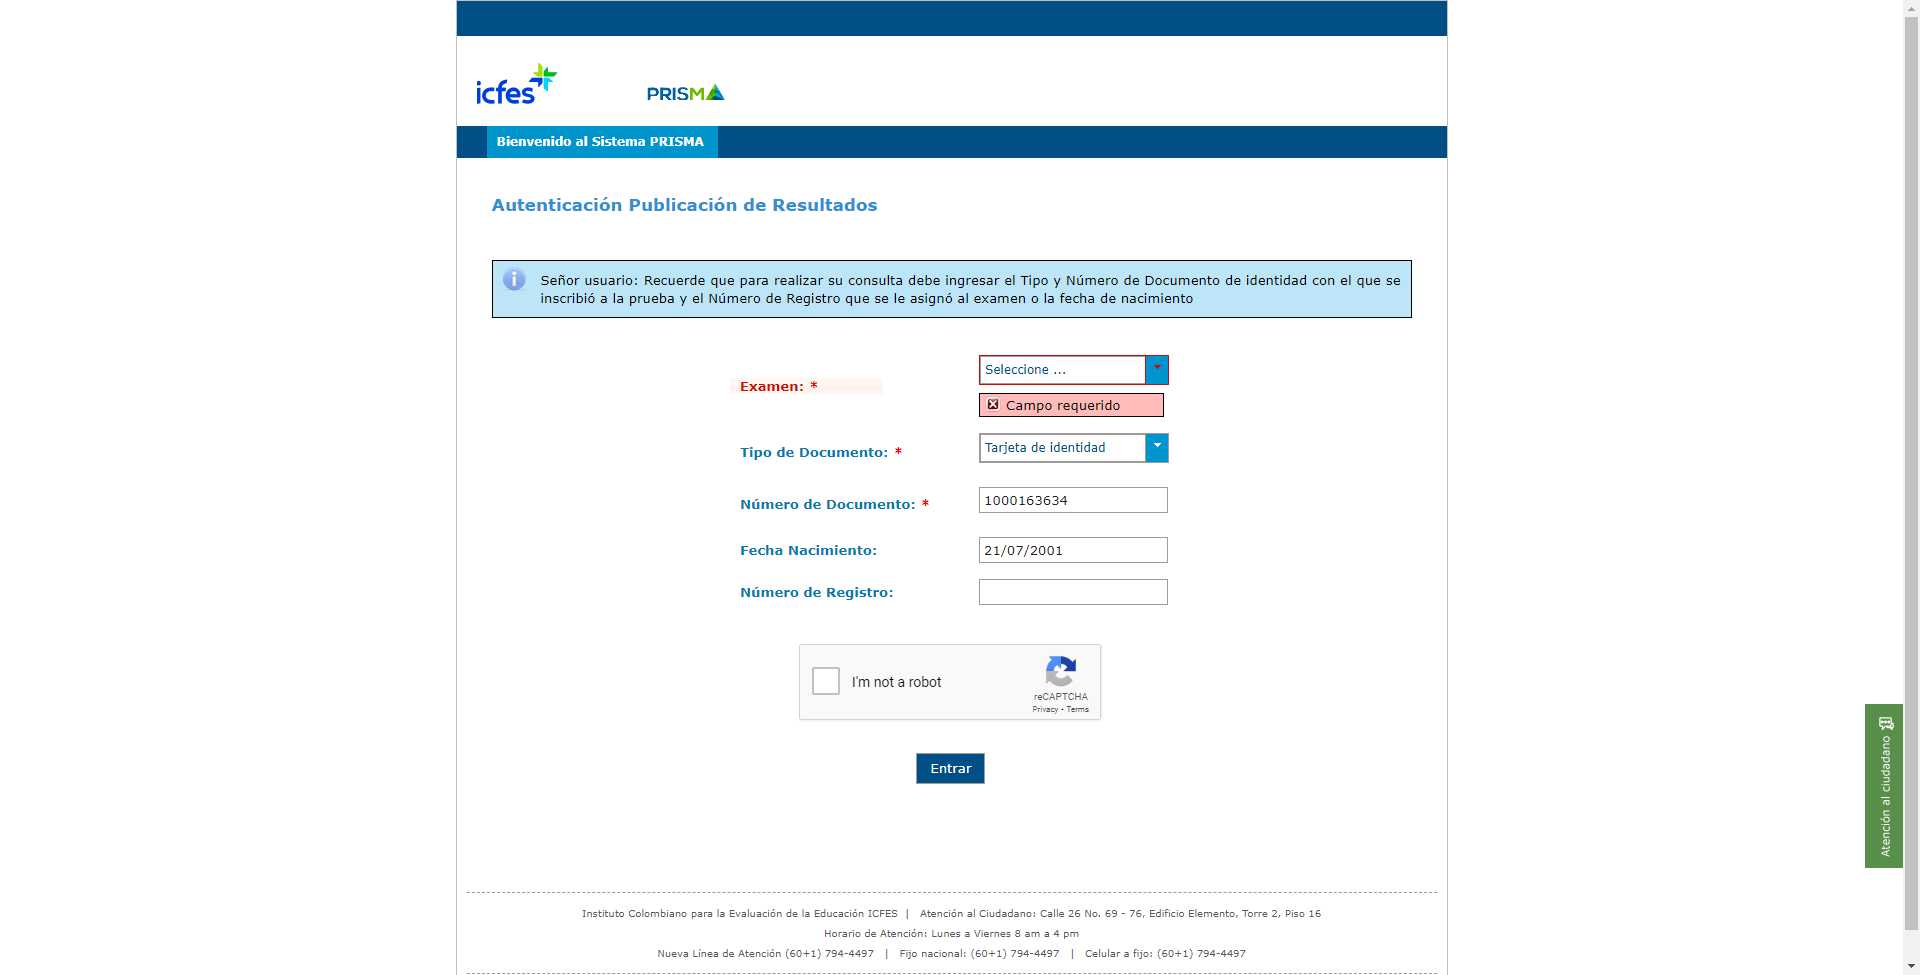 icfes
PRISMA
Bienvenido al Sistema PRISMA
Autenticación Publicación de Resultados
Señor usuario: Recuerde que para realizar su consulta debe ingresar el Tipo y Número de Documento de identidad con el que se
inscribió a la prueba y el Número de Registro que se le asignó al examen o la fecha de nacimiento
Examen: *
Seleccione ...
Campo requerido
Tipo de Documento: *
Tarjeta de identidad
Número de Documento: *
1000163634
Fecha Nacimiento:
21/07/2001
Número de Registro:
I'm not a robot
reCAPTCHA
Privacy - Terms
Entrar
Atención al ciudadano
Instituto Colombiano para la Evaluación de la Educación ICFES | Atención al Ciudadano: Calle 26 No. 69 - 76, Edificio Elemento, Torre 2, Piso 16
Horario de Atención: Lunes a Viernes 8 am a 4 pm
Nueva Línea de Atención (60+1) 794-4497 | Fijo nacional: (60+1) 794-4497 | Celular a fijo: (60+1) 794-4497